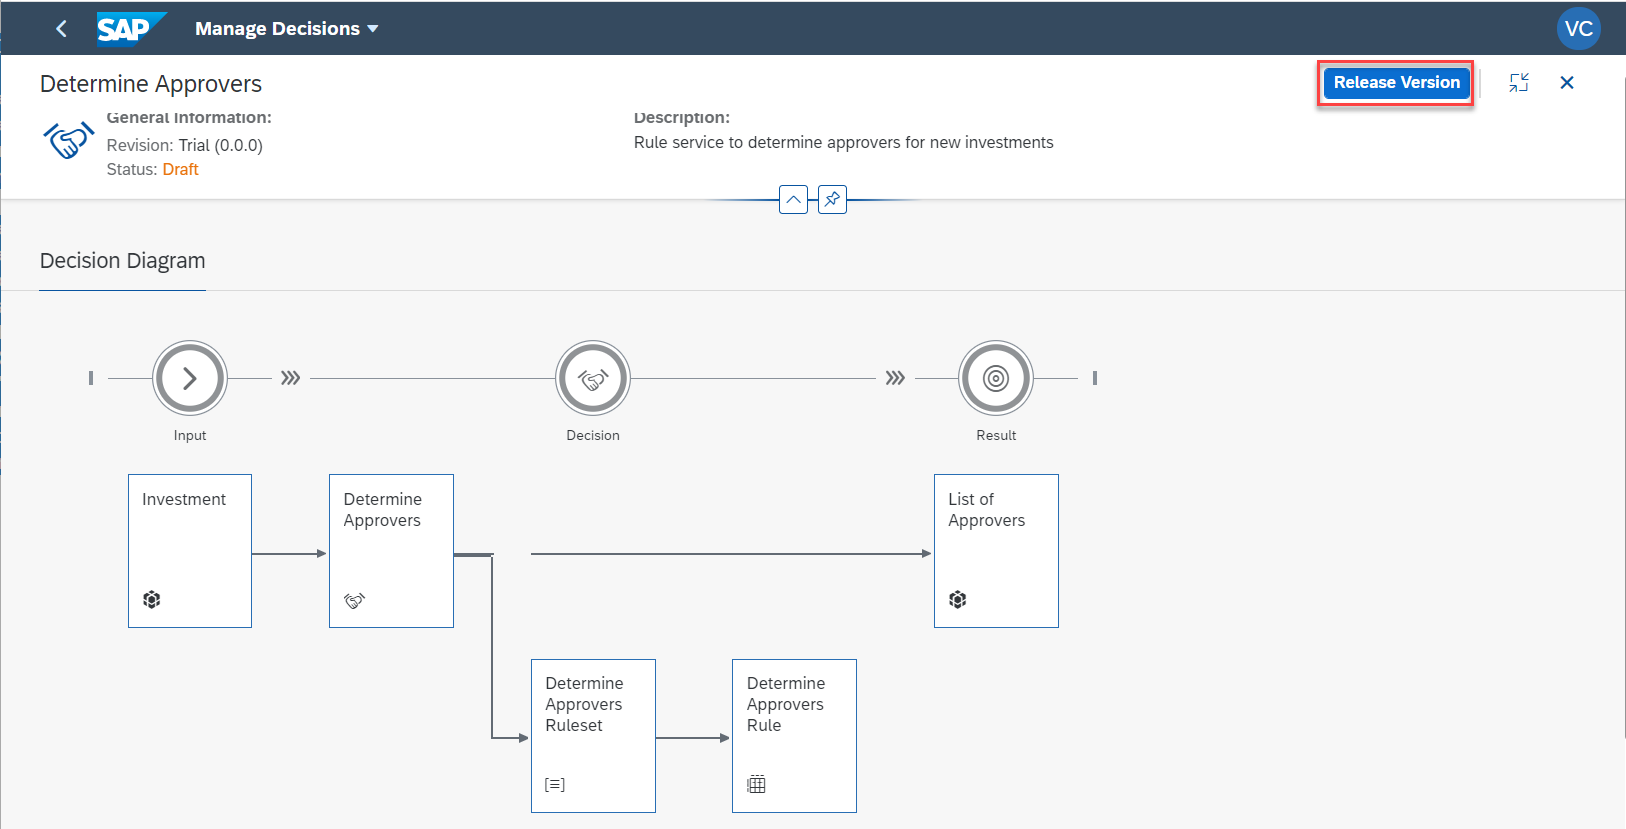 SAP
Manage Decisions
VC
Determine Approvers
Release Version
General Information:
Revision: Trial (0.0.0)
Status: Draft
Description:
Rule service to determine approvers for new investments
Decision Diagram
Input
Decision
Result
Investment
Determine
Approvers
List of
Approvers
Determine
Approvers
Ruleset
Determine
Approvers
Rule